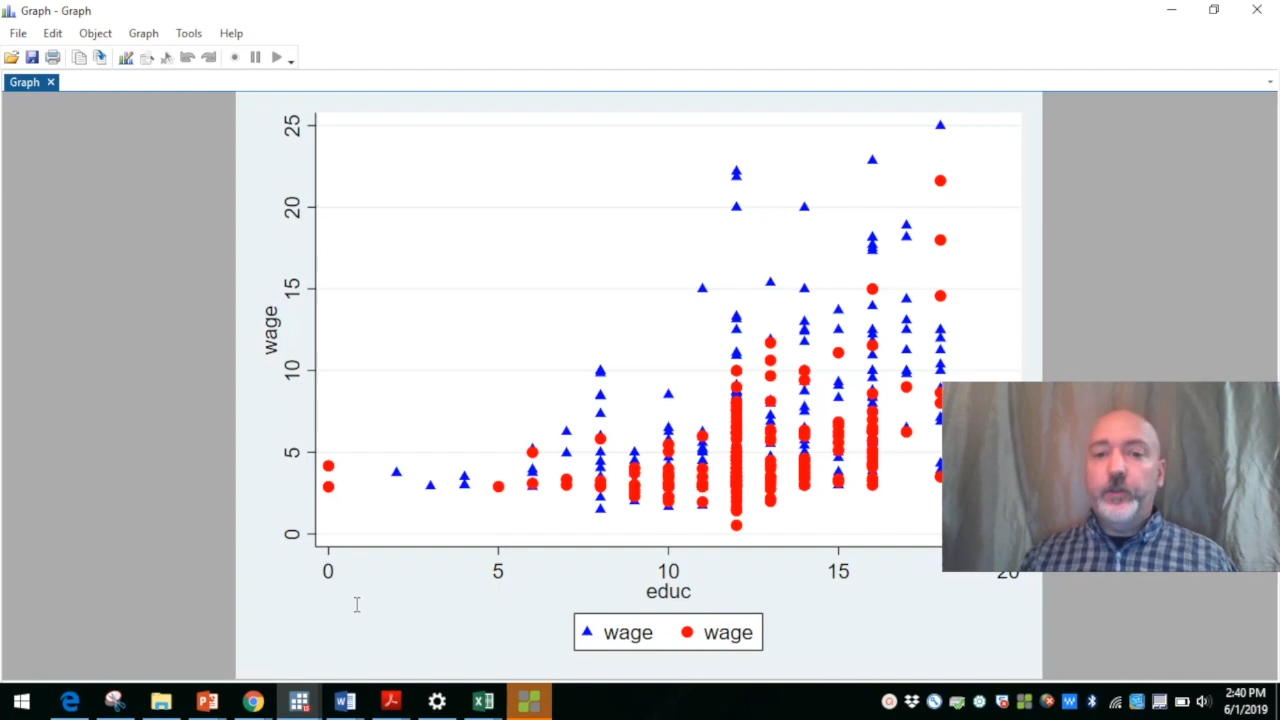 Graph - Graph
File Edit Object Graph Tools Help
Graph
25
20
15
10
5
0
wage
0 5 10 15 20
educ
wage wage
2:40 PM
6/1/2019